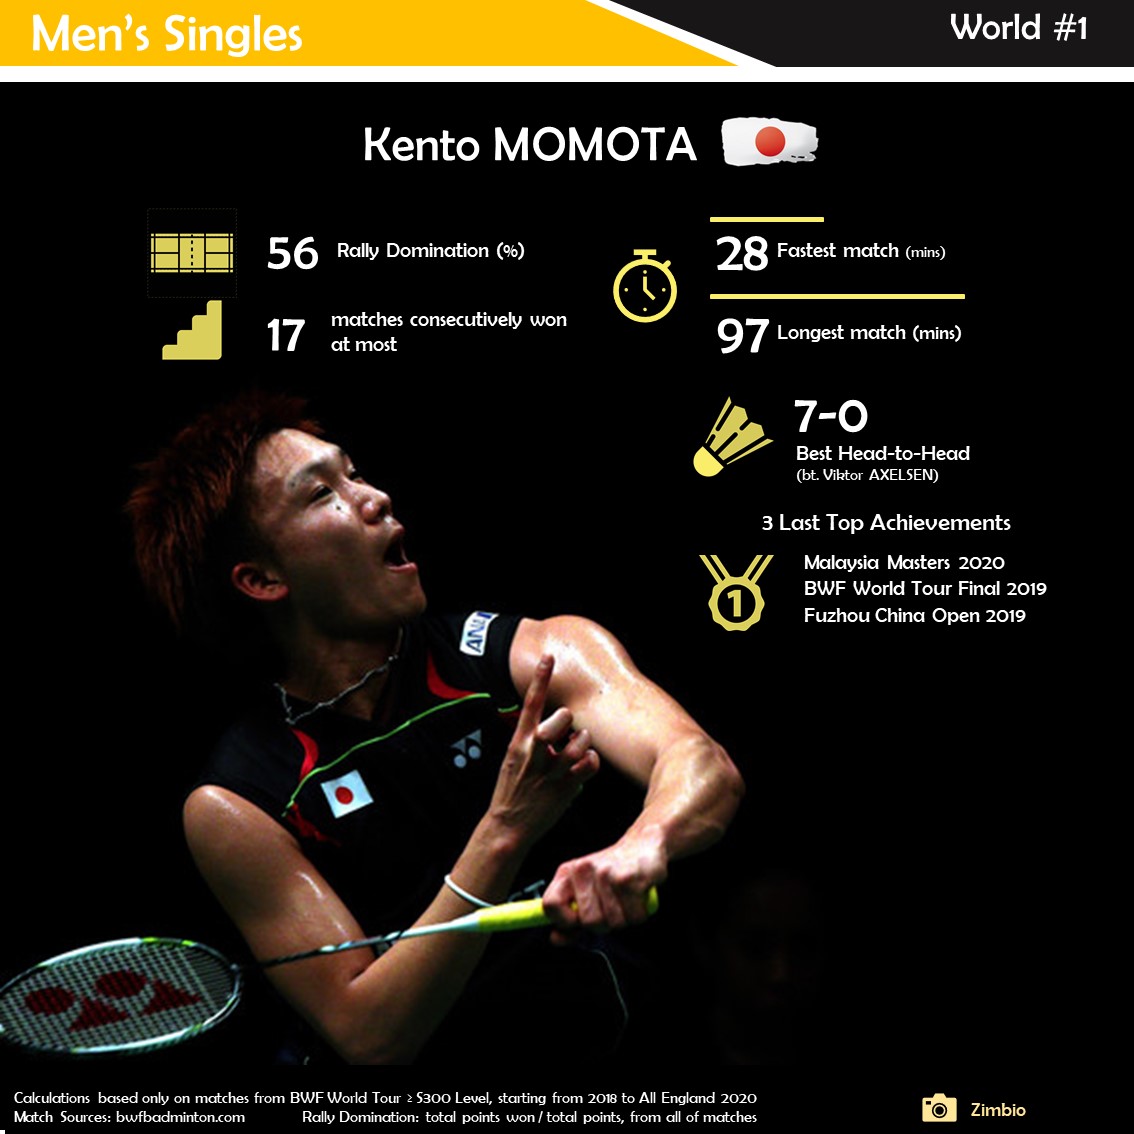 Men's Singles
World #1
Kento MOMOTA
56 Rally Domination (%)
17 matches consecutively won
at most
28 Fastest match (mins)
97 Longest match (mins)
7-0
Best Head-to-Head
(bt. Viktor AXELSEN)
3 Last Top Achievements
1
Malaysia Masters 2020
BWF World Tour Final 2019
Fuzhou China Open 2019
ANA
Calculations based only on matches from BWF World Tour ≥ S300 Level, starting from 2018 to All England 2020
Match Sources: bwfbadminton.com Rally Domination: total points won / total points, from all of matches
Zimbio